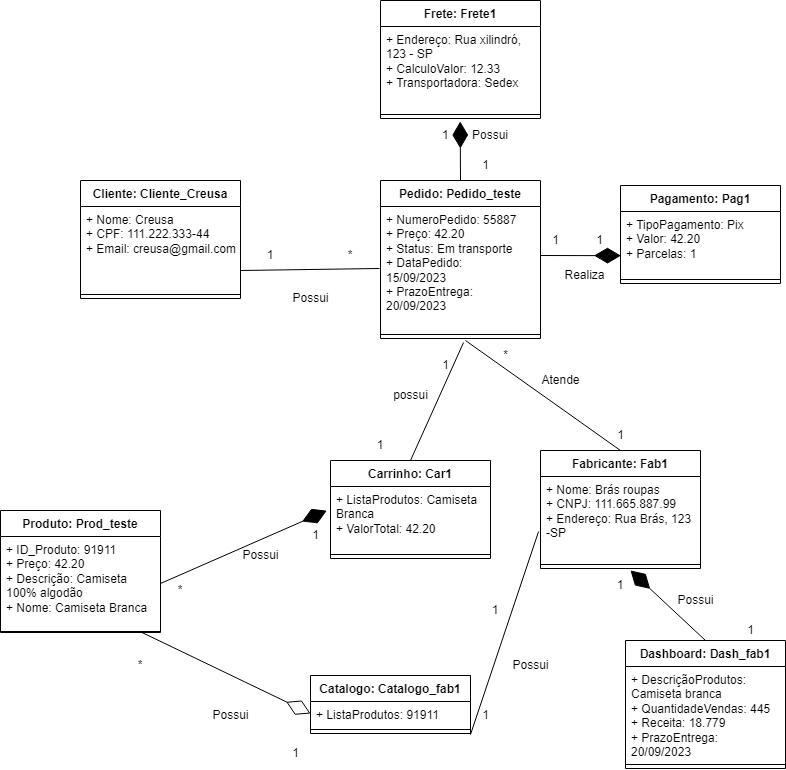 Frete: Frete1
+ Endereço: Rua xilindró,
123 - SP
+ CalculoValor: 12.33
+ Transportadora: Sedex
1
Possui
1
Cliente: Cliente_Creusa
+ Nome: Creusa
+ CPF: 111.222.333-44
+ Email: creusa@gmail.com
1
*
Possui
Pedido: Pedido_teste
+ NumeroPedido: 55887
+ Preço: 42.20
+ Status: Em transporte
+ DataPedido:
15/09/2023
+ PrazoEntrega:
20/09/2023
1
1
Realiza
Pagamento: Pag1
+ TipoPagamento: Pix
+ Valor: 42.20
+ Parcelas: 1
1
possui
1
*
Atende
1
Carrinho: Car1
+ ListaProdutos: Camiseta
Branca
+ ValorTotal: 42.20
Fabricante: Fab1
+ Nome: Brás roupas
+ CNPJ: 111.665.887.99
+ Endereço: Rua Brás, 123
-SP
Produto: Prod_teste
+ ID_Produto: 91911
+ Preço: 42.20
+ Descrição: Camiseta
100% algodão
+ Nome: Camiseta Branca
1
Possui
*
1
Possui
1
1
Possui
1
*
Possui
1
Catalogo: Catalogo_fab1
+ ListaProdutos: 91911
Dashboard: Dash_fab1
+ DescriçãoProdutos:
Camiseta branca
+ QuantidadeVendas: 445
+ Receita: 18.779
+ PrazoEntrega:
20/09/2023